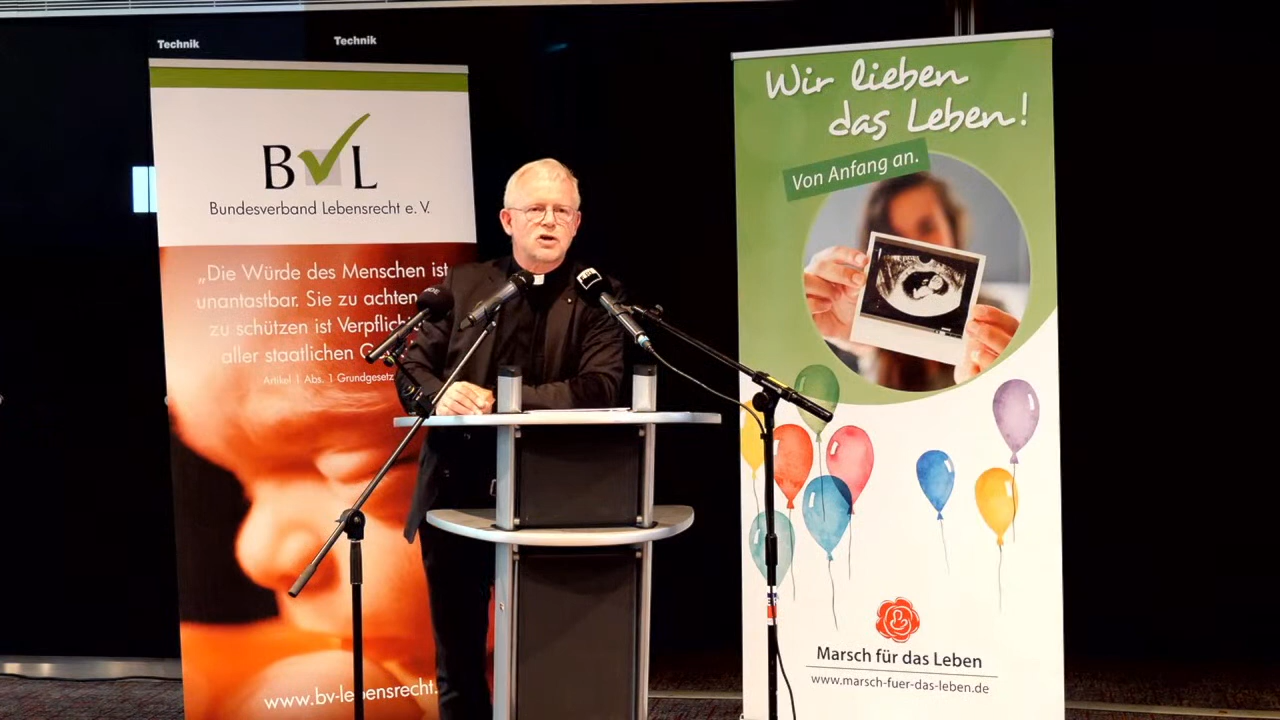 Technik
Technik
BVL
Bundesverband Lebensrecht e. V.
„Die Würde des Menschen ist
unantastbar. Sie zu achten
zu schützen ist
aller staatlichen
Artikel 1 Abs. 1 Grundgesetz
www.bv-lebensrecht.
Wir lieben
das Leben!
Von Anfang an.
Marsch für das Leben
www.marsch-fuer-das-leben.de